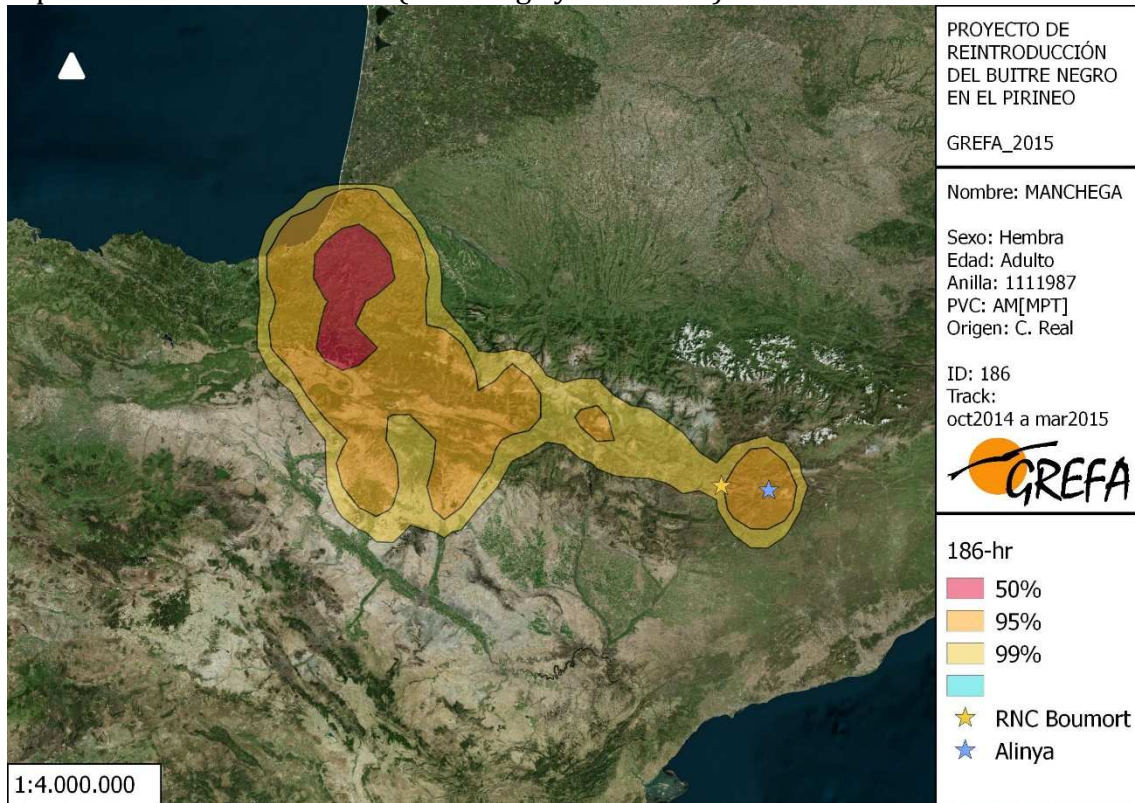 PROYECTO DE
REINTRODUCCIÓN
DEL BUITRE NEGRO
EN EL PIRINEO
GREFA_2015
Nombre: MANCHEGA
Sexo: Hembra
Edad: Adulto
Anilla: 1111987
PVC: AM[MPT]
Origen: C. Real
ID: 186
Track:
oct2014 a mar2015
GREFA
186-hr
50%
95%
99%
RNC Boumort
Alinya
1:4.000.000